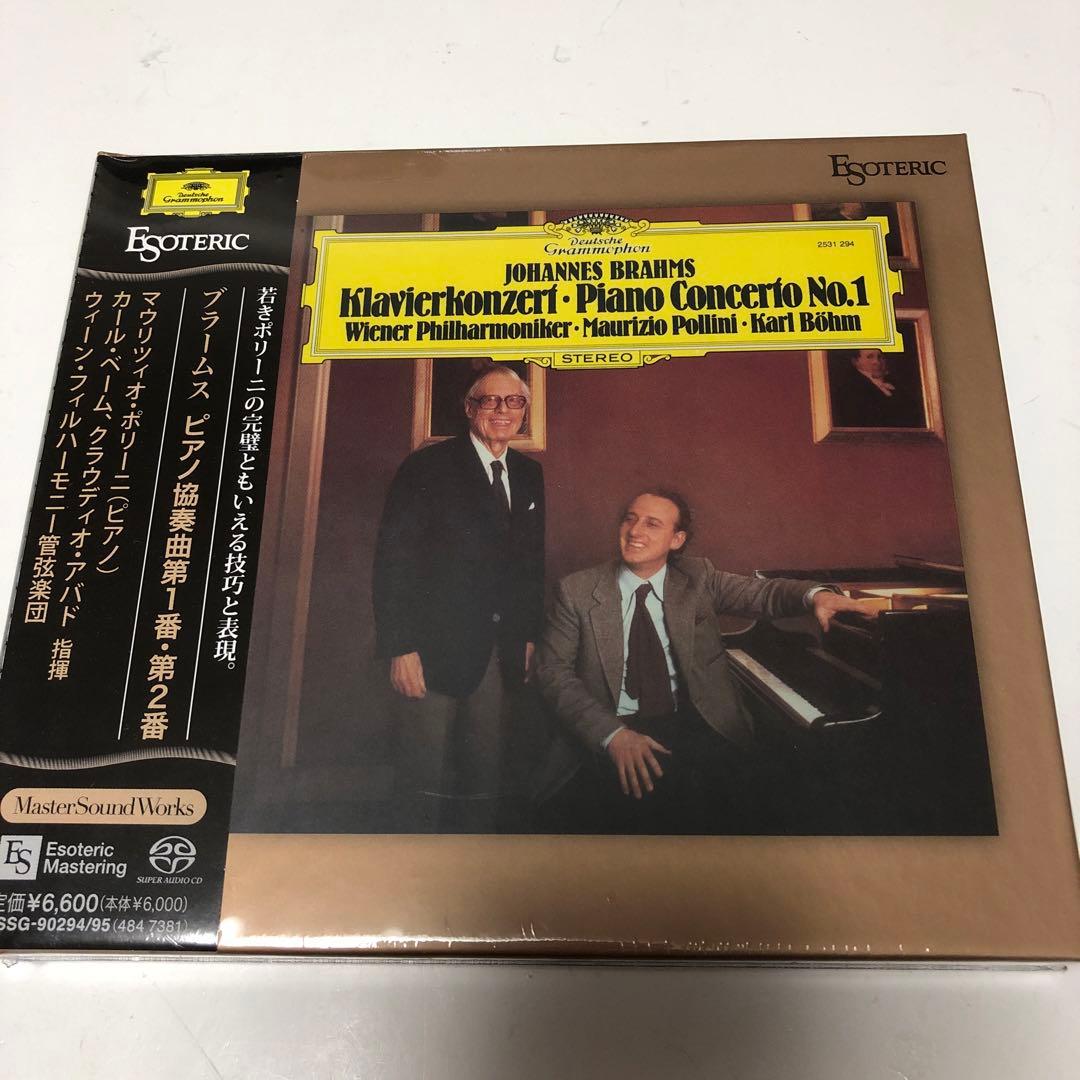 Deutsche
Grammophon
ESOTERIC
若きポリーニの完璧ともいえる技巧と表現。
ブラームス ピアノ協奏曲第1番・第2番
マウリツィオ・ポリーニ(ピアノ)
カール・ベーム、クラウディオ・アバド 指揮
ウィーン・フィルハーモニー管弦楽団
MasterSoundWorks
ES
Esoteric
Mastering
SUPER AUDIO CD
定価¥6,600(本体¥6,000)
SSG-90294/95(484 7381)
ESOTERIC
Deutsche
Grammophon
2531 294
JOHANNES BRAHMS
Klavierkonzert·Piano Concerto No.1
Wiener Philharmoniker·Maurizio Pollini·Karl Böhm
STEREO